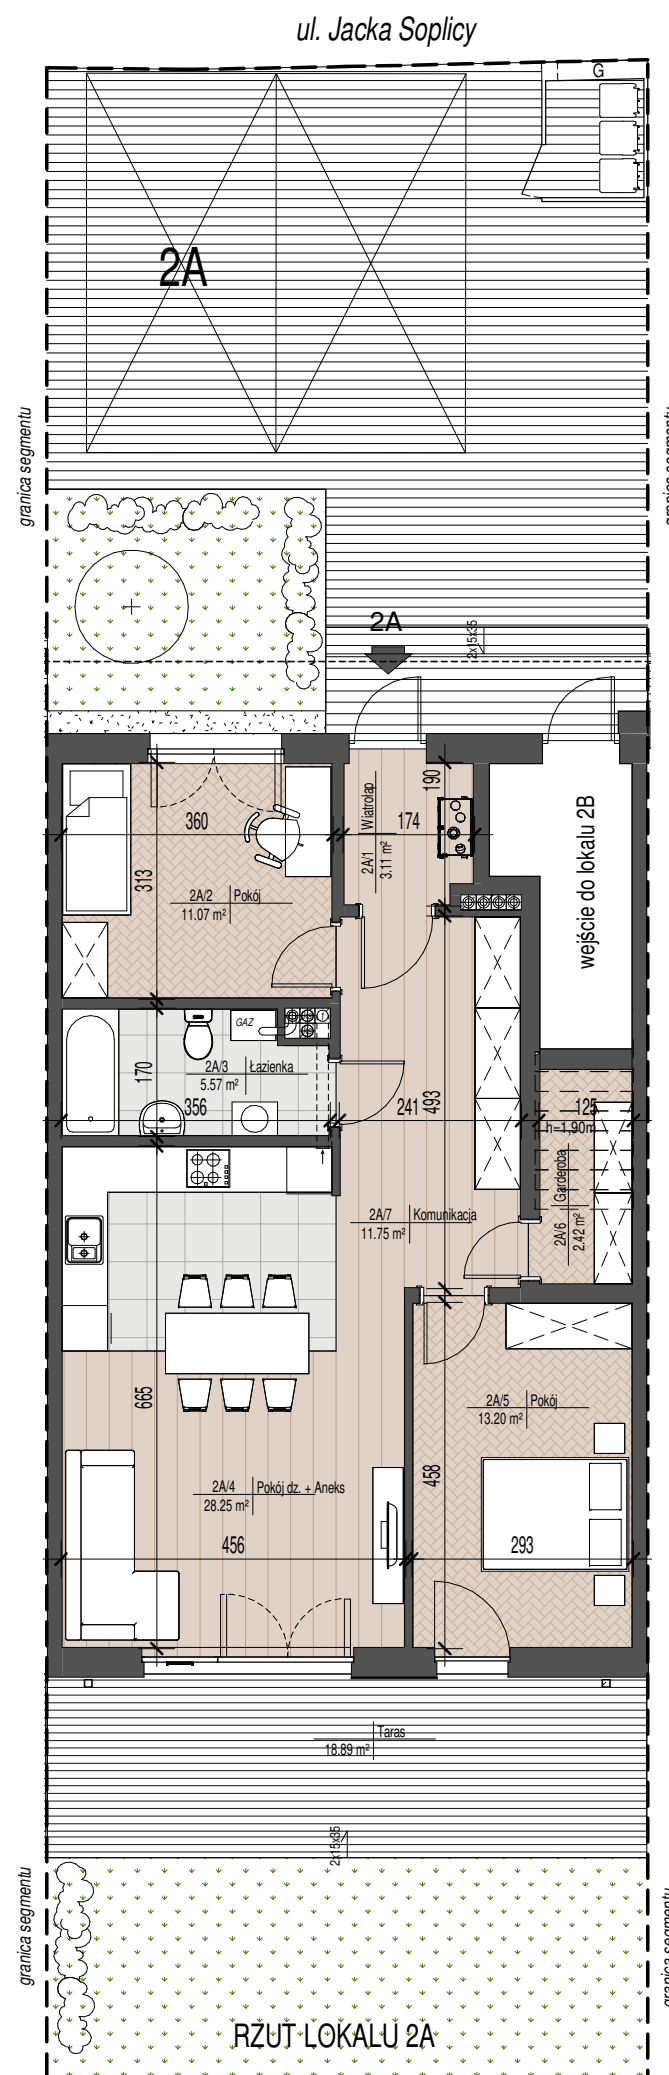 ul. Jacka Soplicy
G
2A
granica segmentu
granica segmentu
2A
2x15x35
360
313
2A/2 Pokój
11.07 m²
2A/1 Wiatrołap
3.11 m²
190
174
wejście do lokalu 2B
GAZ
2A/3 Łazienka
5.57 m²
170
356
241
493
125
h=1,90m
2A/6 Garderoba
2.42 m²
2A/7 Komunikacja
11.75 m²
665
2A/5 Pokój
13.20 m²
458
2A/4 Pokój dz. + Aneks
28.25 m²
456
293
Taras
18.89 m²
2x15x35
granica segmentu
granica segmentu
RZUT LOKALU 2A